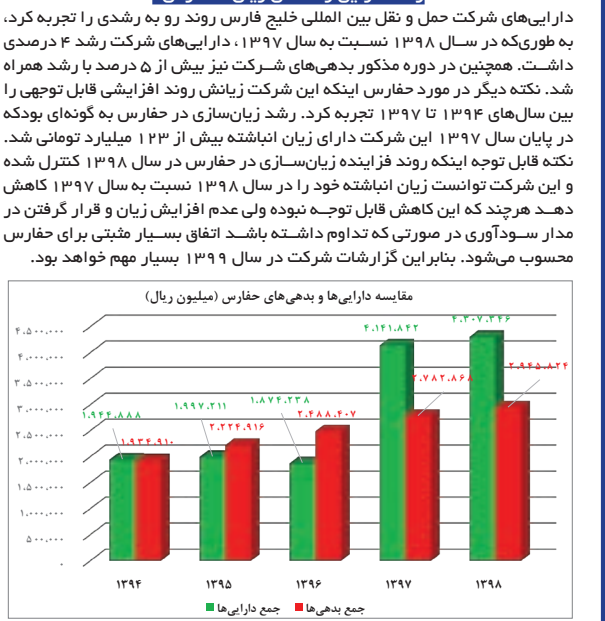 دارایی‌های شرکت حمل و نقل بین المللی خلیج فارس روند رو به رشدی را تجربه کرد،
به طوری‌که در سال ۱۳۹۸ نسبت به سال ۱۳۹۷، دارایی‌های شرکت رشد ۴ درصدی
داشت. همچنین در دوره مذکور بدهی‌های شرکت نیز بیش از ۵ درصد با رشد همراه
شد. نکته دیگر در مورد حفارس اینکه این شرکت زیانش روند افزایشی قابل توجهی را
بین سال‌های ۱۳۹۴ تا ۱۳۹۷ تجربه کرد. رشد زیان‌سازی در حفارس به گونه‌ای بودکه
در پایان سال ۱۳۹۷ این شرکت دارای زیان انباشته بیش از ۱۲۳ میلیارد تومانی شد.
نکته قابل توجه اینکه روند فزاینده زیان‌سازی در حفارس در سال ۱۳۹۸ کنترل شده
و این شرکت توانست زیان انباشته خود را در سال ۱۳۹۸ نسبت به سال ۱۳۹۷ کاهش
دهد هرچند که این کاهش قابل توجه نبوده ولی عدم افزایش زیان و قرار گرفتن در
مدار سودآوری در صورتی که تداوم داشته باشد اتفاق بسیار مثبتی برای حفارس
محسوب می‌شود. بنابراین گزارشات شرکت در سال ۱۳۹۹ بسیار مهم خواهد بود.
مقایسه دارایی‌ها و بدهی‌های حفارس (میلیون ریال)
۴،۵۰۰،۰۰۰
۴،۰۰۰،۰۰۰
۳،۵۰۰،۰۰۰
۳،۰۰۰،۰۰۰
۲،۵۰۰،۰۰۰
۲،۰۰۰،۰۰۰
۱،۵۰۰،۰۰۰
۱،۰۰۰،۰۰۰
۵۰۰،۰۰۰
۰
۱،۹۴۴،۸۸۸
۱،۹۳۴،۹۱۰
۱،۹۹۷،۲۱۱
۲،۲۲۴،۹۱۶
۱،۸۷۴،۲۳۸
۲،۴۸۸،۴۰۷
۴،۱۴۱،۸۴۲
۲،۷۸۲،۸۶۸
۴،۳۰۷،۳۴۶
۲،۹۴۵،۸۲۴
۱۳۹۴ ۱۳۹۵ ۱۳۹۶ ۱۳۹۷ ۱۳۹۸
جمع بدهی‌ها جمع دارایی‌ها